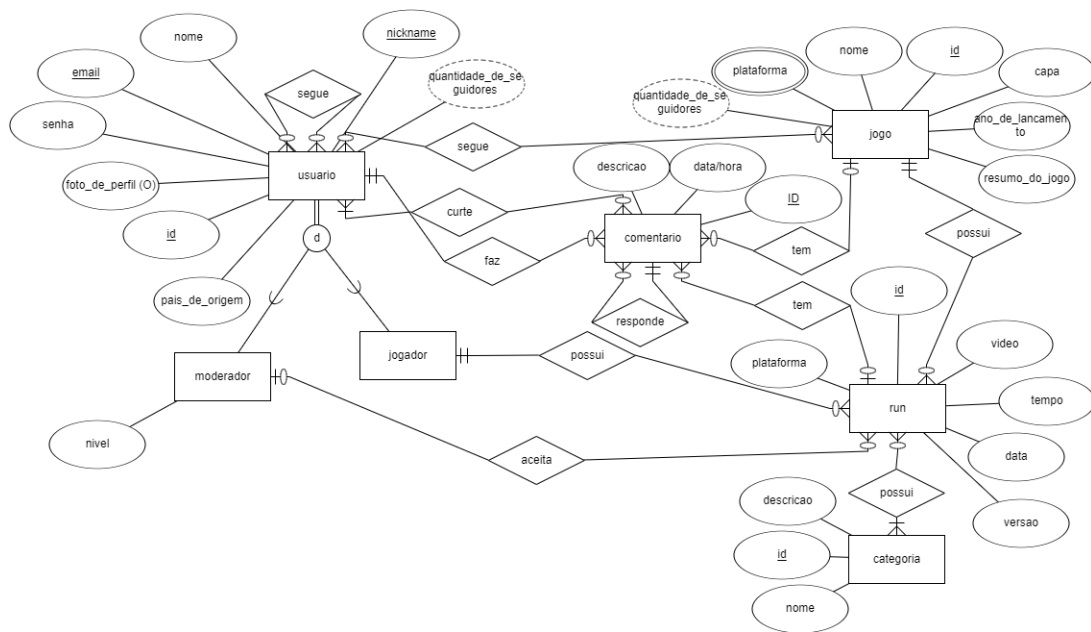 nome
nickname
email
segue
quantidade_de_se
guidores
senha
foto_de_perfil (O)
usuario
id
pais_de_origem
d
segue
curte
faz
plataforma
nome
id
capa
quantidade_de_se
guidores
jogo
ano_de_lancame
nto
resumo_do_jogo
descricao
data/hora
ID
comentario
tem
possui
tem
responde
id
moderador
jogador
possui
plataforma
video
run
tempo
nivel
aceita
data
possui
versao
descricao
id
categoria
nome